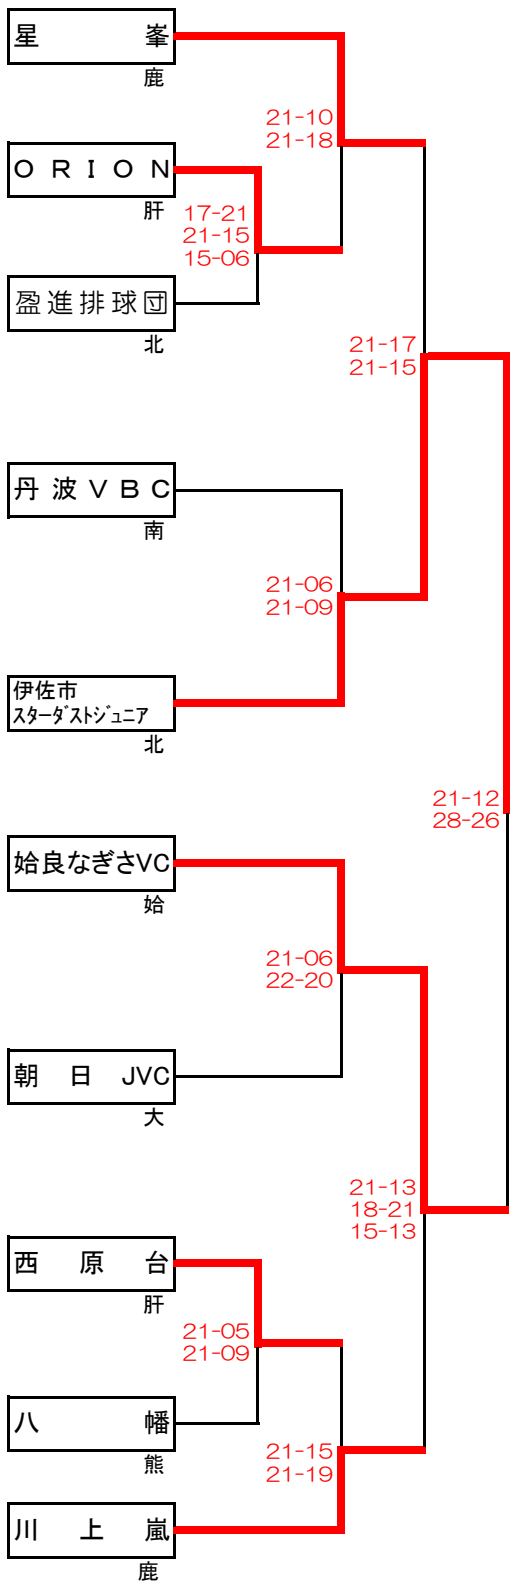 星峯
鹿
21-10
21-18
ORION
肝
17-21
21-15
15-06
盈進排球団
北
21-17
21-15
丹波VBC
南
21-06
21-09
伊佐市
ｽﾀｰﾀﾞｽﾄｼﾞｭﾆｱ
北
21-12
28-26
姶良なぎさVC
姶
21-06
22-20
朝日JVC
大
21-13
18-21
15-13
西原台
肝
21-05
21-09
八幡
熊
21-15
21-19
川上嵐
鹿